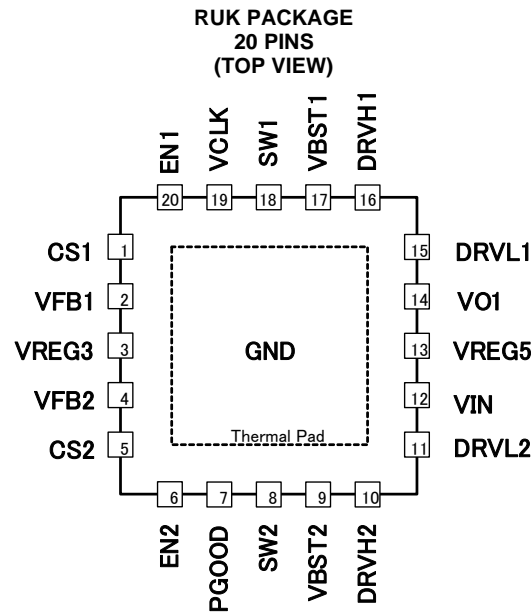 RUK PACKAGE
20 PINS
(TOP VIEW)
EN1 VCLK SW1 VBST1 DRVH1
20 19 18 17 16
CS1 1 15 DRVL1
VFB1 2 14 VO1
VREG3 3 GND 13 VREG5
VFB2 4 12 VIN
Thermal Pad
CS2 5 11 DRVL2
6 7 8 9 10
EN2 PGOOD SW2 VBST2 DRVH2